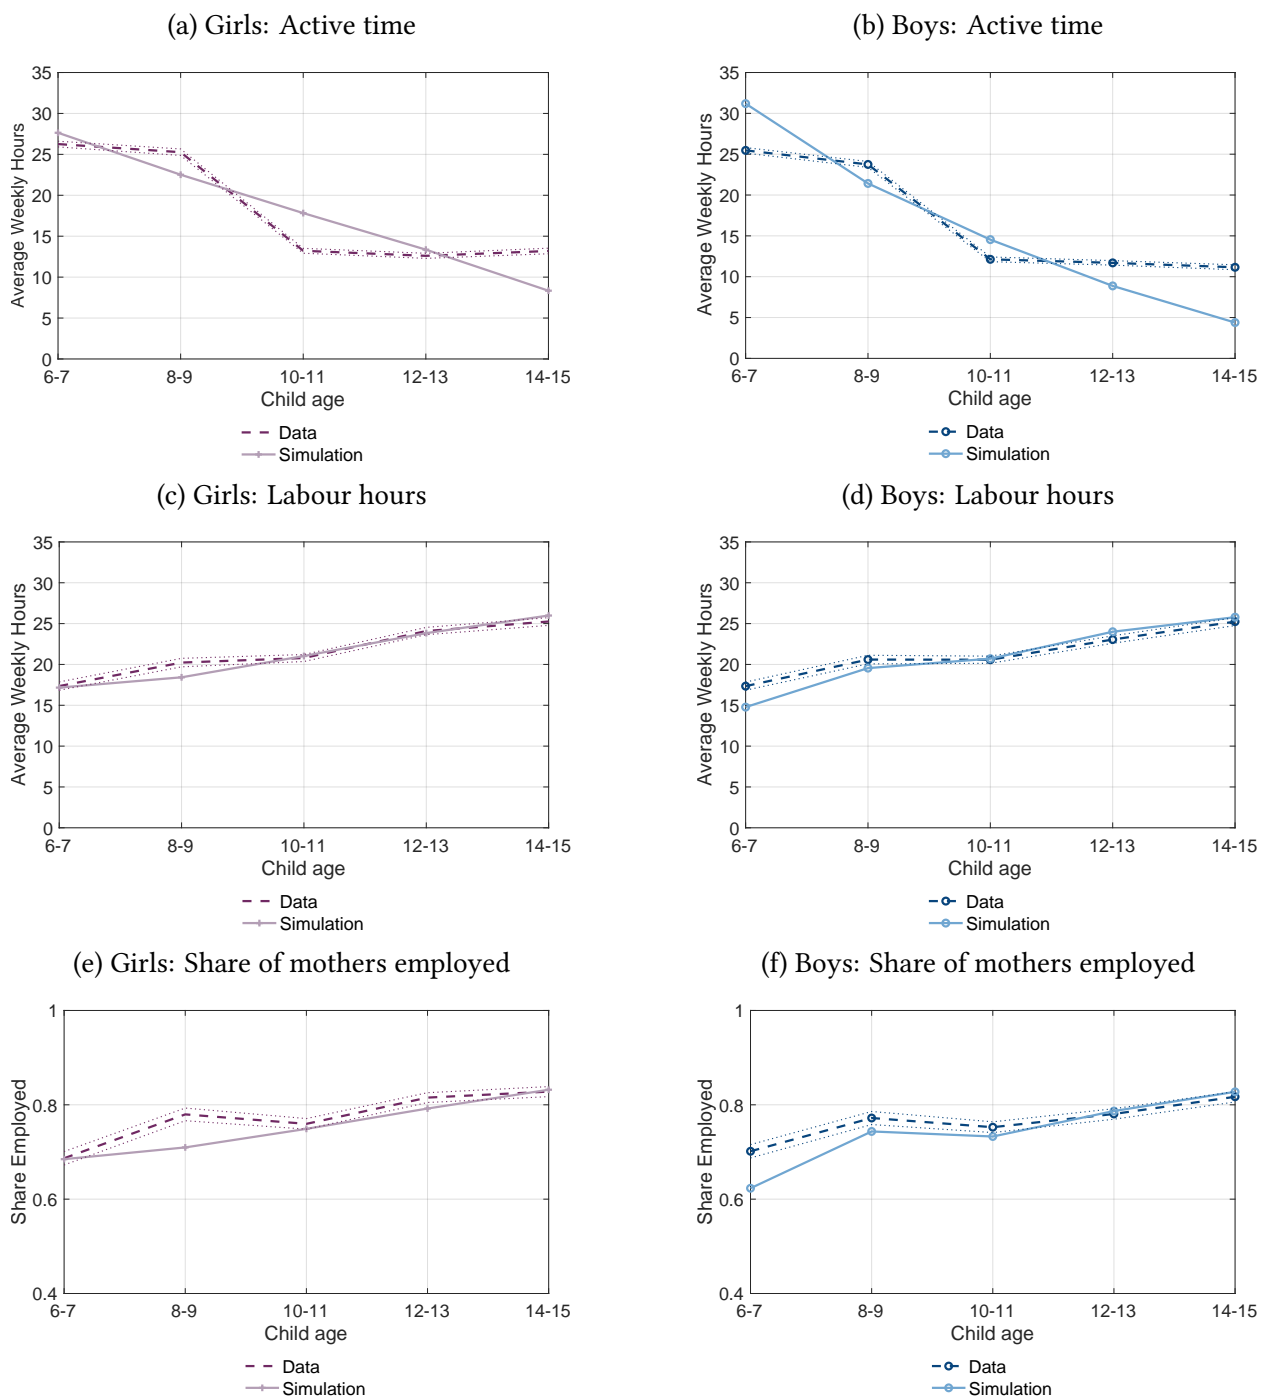 (a) Girls: Active time
35
30
25
20
15
10
5
0
Average Weekly Hours
6-7 8-9 10-11 12-13 14-15
Child age
Data
Simulation
(b) Boys: Active time
35
30
25
20
15
10
5
0
Average Weekly Hours
6-7 8-9 10-11 12-13 14-15
Child age
Data
Simulation
(c) Girls: Labour hours
35
30
25
20
15
10
5
0
Average Weekly Hours
6-7 8-9 10-11 12-13 14-15
Child age
Data
Simulation
(d) Boys: Labour hours
35
30
25
20
15
10
5
0
Average Weekly Hours
6-7 8-9 10-11 12-13 14-15
Child age
Data
Simulation
(e) Girls: Share of mothers employed
1
0.8
0.6
0.4
Share Employed
6-7 8-9 10-11 12-13 14-15
Child age
Data
Simulation
(f) Boys: Share of mothers employed
1
0.8
0.6
0.4
Share Employed
6-7 8-9 10-11 12-13 14-15
Child age
Data
Simulation